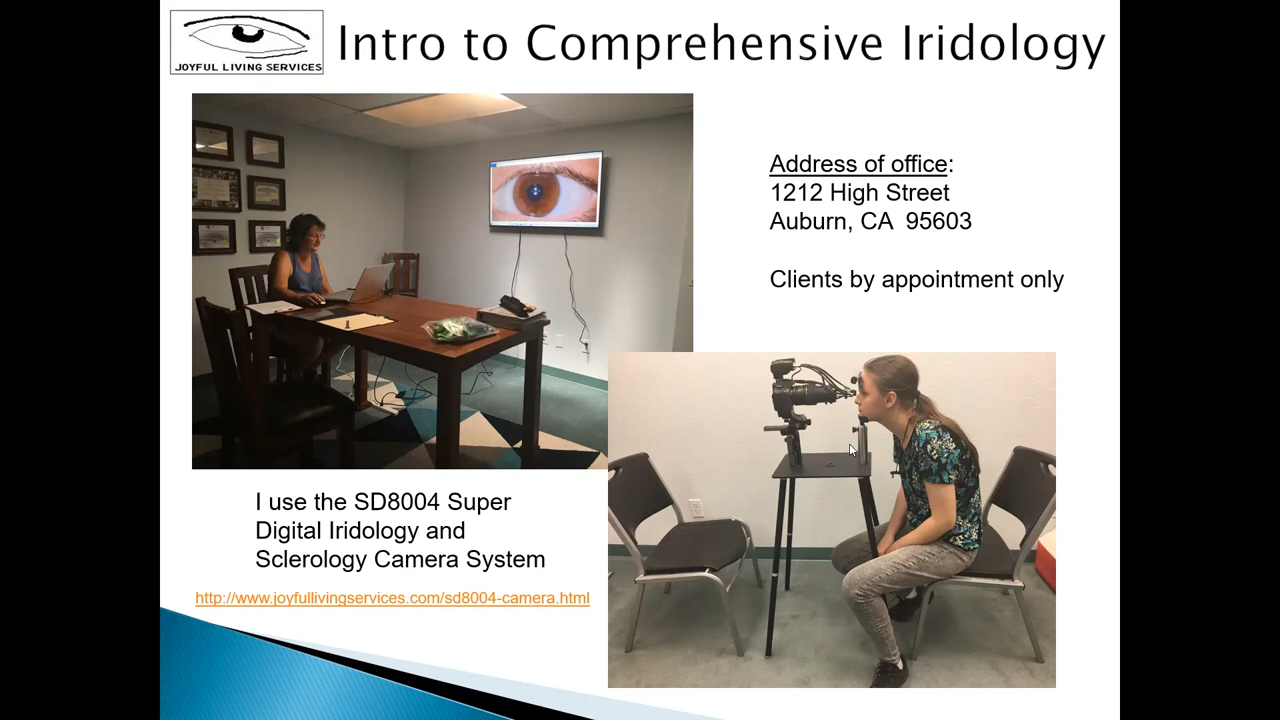 JOYFUL LIVING SERVICES
Intro to Comprehensive Iridology
Address of office:
1212 High Street
Auburn, CA  95603
Clients by appointment only
I use the SD8004 Super
Digital Iridology and
Sclerology Camera System
http://www.joyfullivingservices.com/sd8004-camera.html